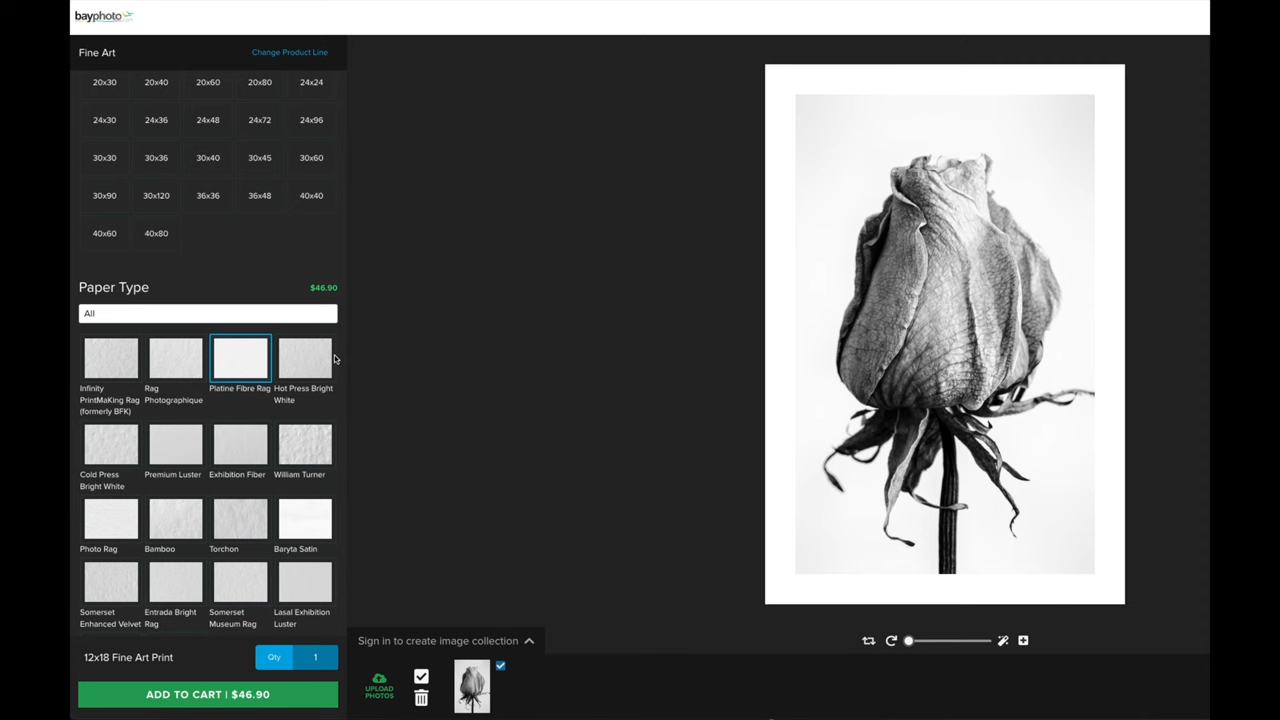 bayphoto
Fine Art
Change Product Line
20x30 20x40 20x60 20x80 24x24
24x30 24x36 24x48 24x72 24x96
30x30 30x36 30x40 30x45 30x60
30x90 30x120 36x36 36x48 40x40
40x60 40x80
Paper Type
$46.90
All
Infinity PrintMaKing Rag (formerly BFK)
Rag Photographique
Platine Fibre Rag
Hot Press Bright White
Cold Press Bright White
Premium Luster
Exhibition Fiber
William Turner
Photo Rag
Bamboo
Torchon
Baryta Satin
Somerset Enhanced Velvet
Entrada Bright Rag
Somerset Museum Rag
Lasal Exhibition Luster
12x18 Fine Art Print
Qty 1
ADD TO CART | $46.90
Sign in to create image collection
UPLOAD PHOTOS